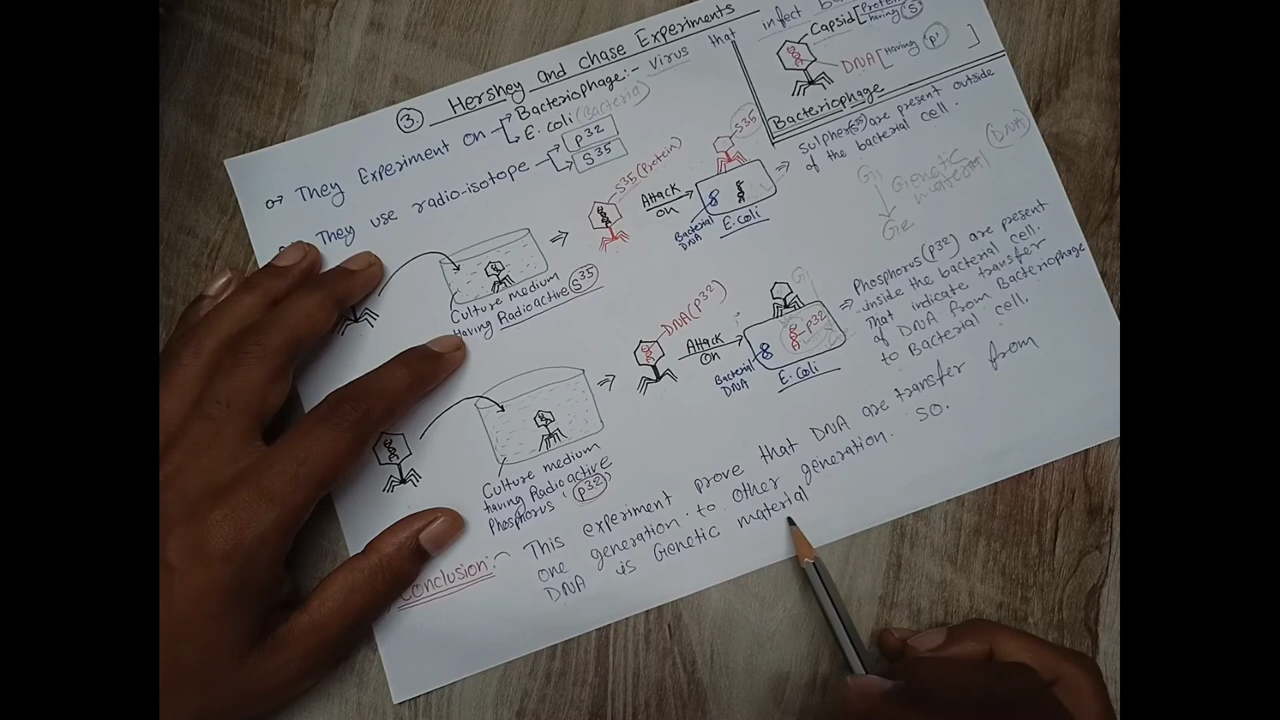 ③ Hershey and chase Experiments
→ They Experiment on
Bacteriophage:- virus that
infect
E.coli (Bacteria)
They use radio-isotope
P32
S35
Capsid [Protein
having (S)
DNA [Having (P)
]
Bacteriophage
Culture medium
Having Radioactive S35
S35 (Protein)
Attack
on
S35
Bacterial
DNA
E.coli
⇒ Sulpher(S35) are present outside
of the bacterial cell.
(DNA)
G1
Genetic
material
G2
Culture medium
having Radioactive
Phosphorus 'P32'
DNA(P32)
Attack
on
G1
P32
Bacterial
DNA
E.coli
⇒ Phosphorus(P32) are present
inside the bacterial cell.
That indicate transfer
of DNA from Bacteriophage
to Bacterial cell.
Conclusion:- This experiment prove that DNA are transfer from
one generation to other generation. so.
DNA is Genetic material